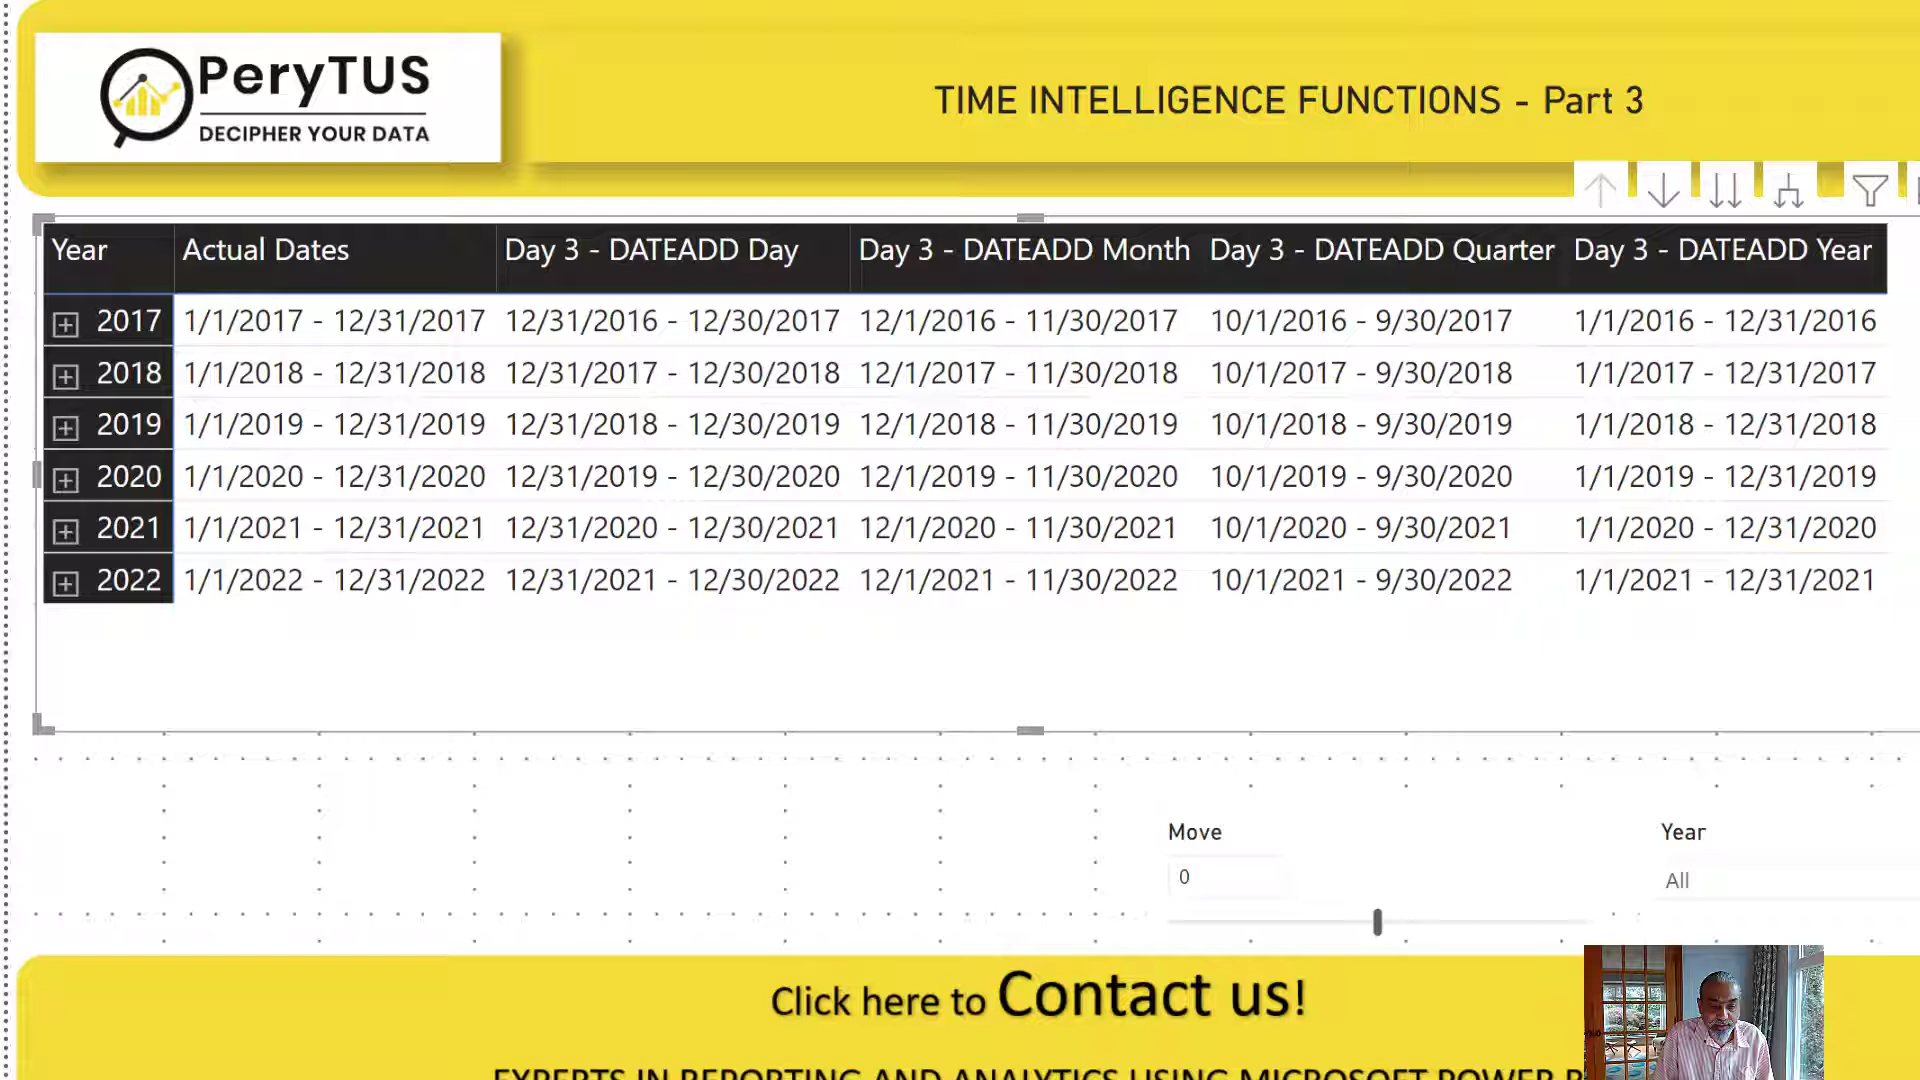 PeryTUS
DECIPHER YOUR DATA
TIME INTELLIGENCE FUNCTIONS - Part 3
Year Actual Dates Day 3 - DATEADD Day Day 3 - DATEADD Month Day 3 - DATEADD Quarter Day 3 - DATEADD Year
2017 1/1/2017 - 12/31/2017 12/31/2016 - 12/30/2017 12/1/2016 - 11/30/2017 10/1/2016 - 9/30/2017 1/1/2016 - 12/31/2016
2018 1/1/2018 - 12/31/2018 12/31/2017 - 12/30/2018 12/1/2017 - 11/30/2018 10/1/2017 - 9/30/2018 1/1/2017 - 12/31/2017
2019 1/1/2019 - 12/31/2019 12/31/2018 - 12/30/2019 12/1/2018 - 11/30/2019 10/1/2018 - 9/30/2019 1/1/2018 - 12/31/2018
2020 1/1/2020 - 12/31/2020 12/31/2019 - 12/30/2020 12/1/2019 - 11/30/2020 10/1/2019 - 9/30/2020 1/1/2019 - 12/31/2019
2021 1/1/2021 - 12/31/2021 12/31/2020 - 12/30/2021 12/1/2020 - 11/30/2021 10/1/2020 - 9/30/2021 1/1/2020 - 12/31/2020
2022 1/1/2022 - 12/31/2022 12/31/2021 - 12/30/2022 12/1/2021 - 11/30/2022 10/1/2021 - 9/30/2022 1/1/2021 - 12/31/2021
Move Year
0 All
Click here to Contact us!
EXPERTS IN REPORTING AND ANALYTICS USING MICROSOFT POWER